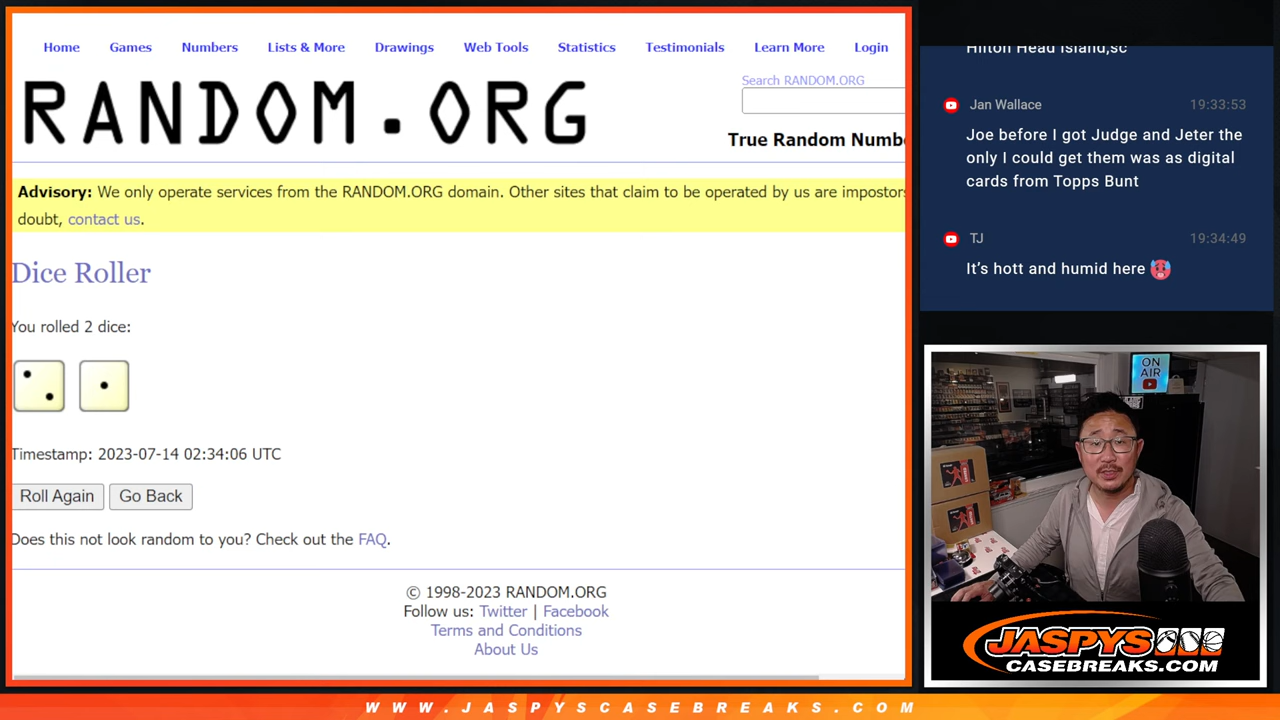 Home Games Numbers Lists & More Drawings Web Tools Statistics Testimonials Learn More Login
RANDOM.ORG
Search RANDOM.ORG
True Random Numb
Advisory: We only operate services from the RANDOM.ORG domain. Other sites that claim to be operated by us are impostors
doubt, contact us.
Dice Roller
You rolled 2 dice:
Timestamp: 2023-07-14 02:34:06 UTC
Roll Again Go Back
Does this not look random to you? Check out the FAQ.
© 1998-2023 RANDOM.ORG
Follow us: Twitter | Facebook
Terms and Conditions
About Us
Hilton Head Island,sc
Jan Wallace 19:33:53
Joe before I got Judge and Jeter the
only I could get them was as digital
cards from Topps Bunt
TJ 19:34:49
It's hott and humid here 🥵
ON
AIR
JASPYS
CASEBREAKS.COM
WWW.JASPYSCASEBREAKS.COM